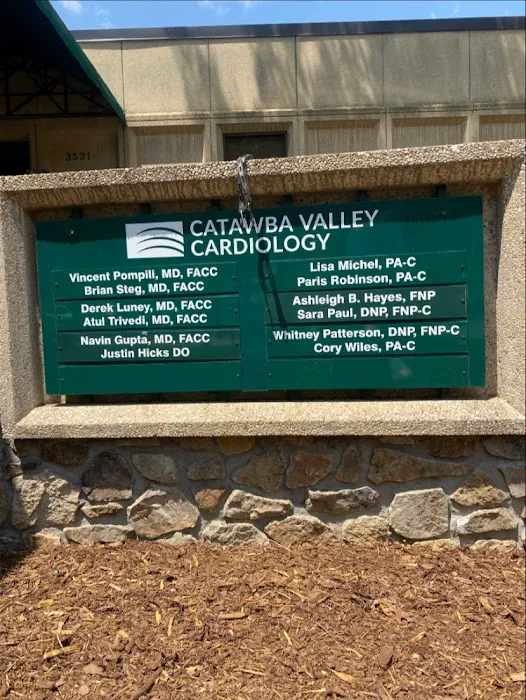 3521
CATAWBA VALLEY
CARDIOLOGY
Vincent Pompili, MD, FACC
Brian Steg, MD, FACC
Derek Luney, MD, FACC
Atul Trivedi, MD, FACC
Navin Gupta, MD, FACC
Justin Hicks DO
Lisa Michel, PA-C
Paris Robinson, PA-C
Ashleigh B. Hayes, FNP
Sara Paul, DNP, FNP-C
Whitney Patterson, DNP, FNP-C
Cory Wiles, PA-C